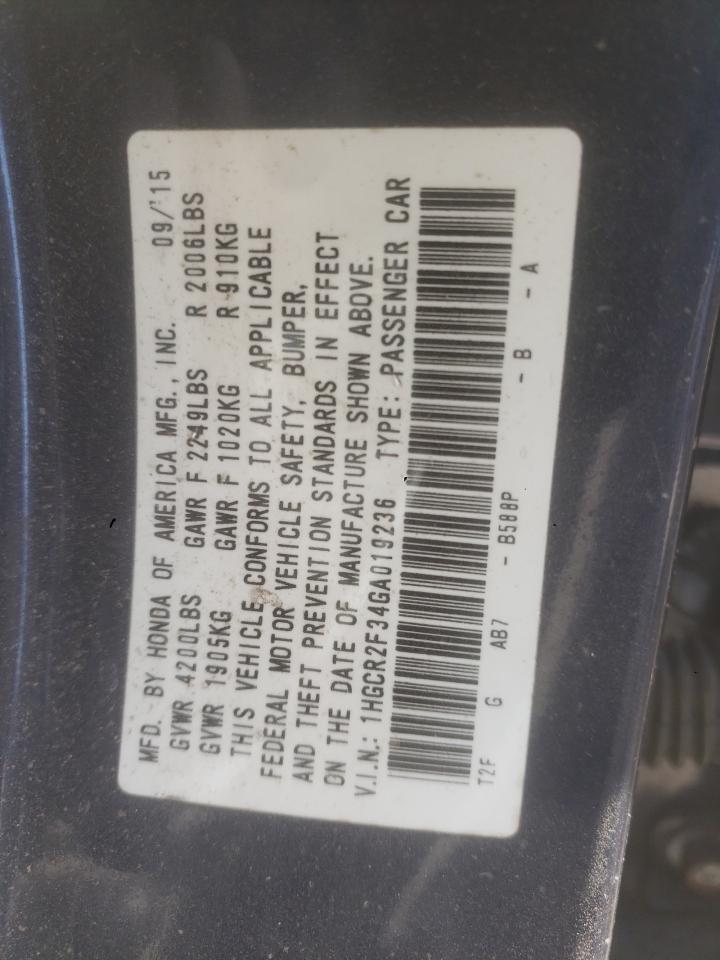 MFD. BY HONDA OF AMERICA MFG., INC. 09/'15
GVWR 4200LBS GAWR F 2249LBS R 2006LBS
GVWR 1905KG GAWR F 1020KG R 910KG
THIS VEHICLE CONFORMS TO ALL APPLICABLE
FEDERAL MOTOR VEHICLE SAFETY, BUMPER,
AND THEFT PREVENTION STANDARDS IN EFFECT
ON THE DATE OF MANUFACTURE SHOWN ABOVE.
V.I.N.: 1HGCR2F34GA019236 TYPE: PASSENGER CAR
T2F G AB7 - B588P - B - A